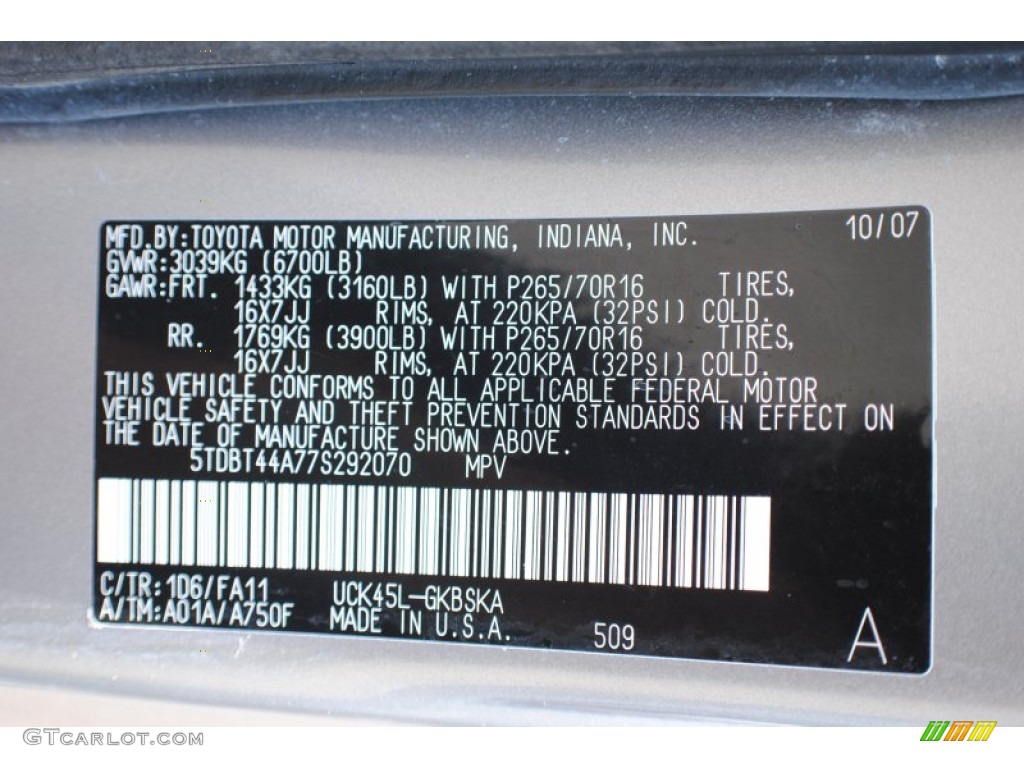 MFD.BY:TOYOTA MOTOR MANUFACTURING, INDIANA, INC. 10/07
GVWR:3039KG (6700LB)
GAWR:FRT. 1433KG (3160LB) WITH P265/70R16 TIRES,
16X7JJ RIMS, AT 220KPA (32PSI) COLD.
RR. 1769KG (3900LB) WITH P265/70R16 TIRES,
16X7JJ RIMS, AT 220KPA (32PSI) COLD.
THIS VEHICLE CONFORMS TO ALL APPLICABLE FEDERAL MOTOR
VEHICLE SAFETY AND THEFT PREVENTION STANDARDS IN EFFECT ON
THE DATE OF MANUFACTURE SHOWN ABOVE.
5TDBT44A77S292070 MPV
C/TR:1D6/FA11 UCK45L-GKBSKA
A/TM:A01A/A750F MADE IN U.S.A. 509 A
GTCARLOT.COM